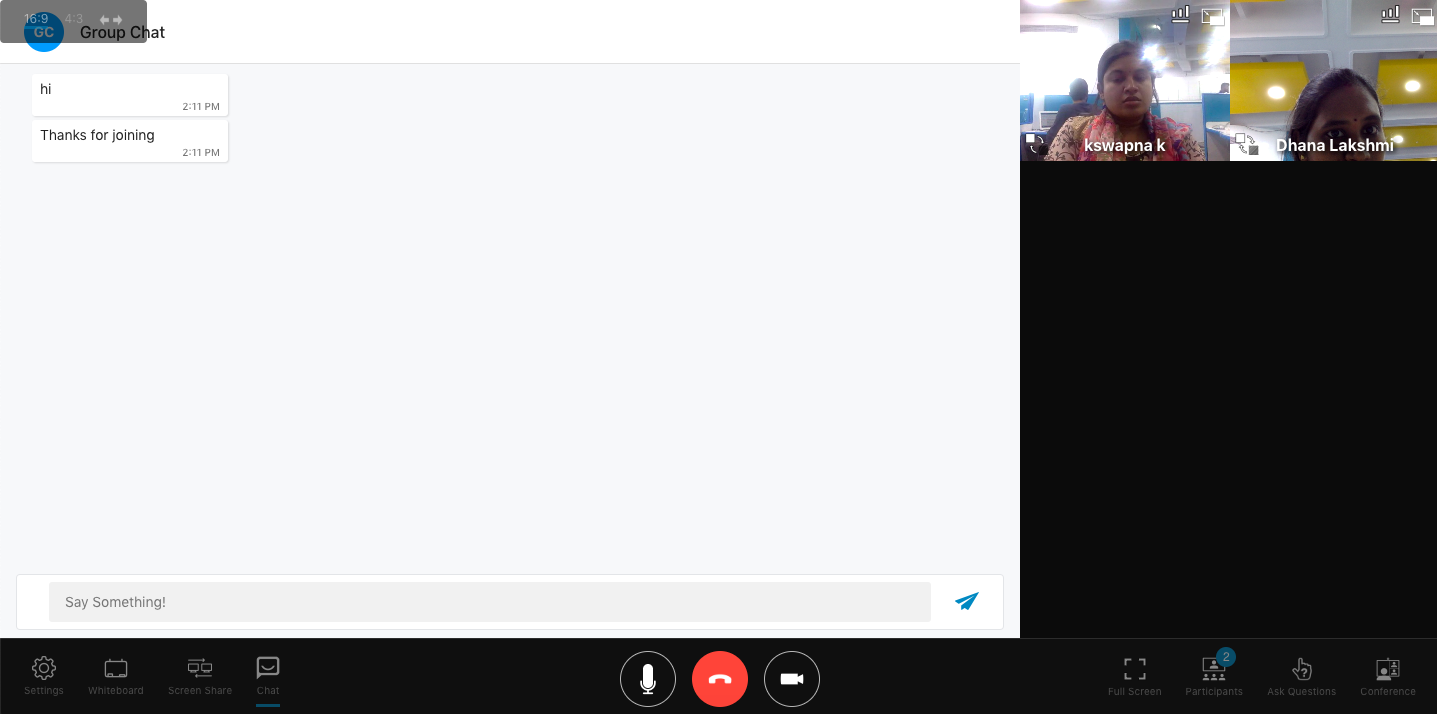 16:9 4:3
GC Group Chat
hi
2:11 PM
Thanks for joining
2:11 PM
kswapna k
Dhana Lakshmi
Say Something!
Settings
Whiteboard
Screen Share
Chat
Full Screen
2
Participants
Ask Questions
Conference